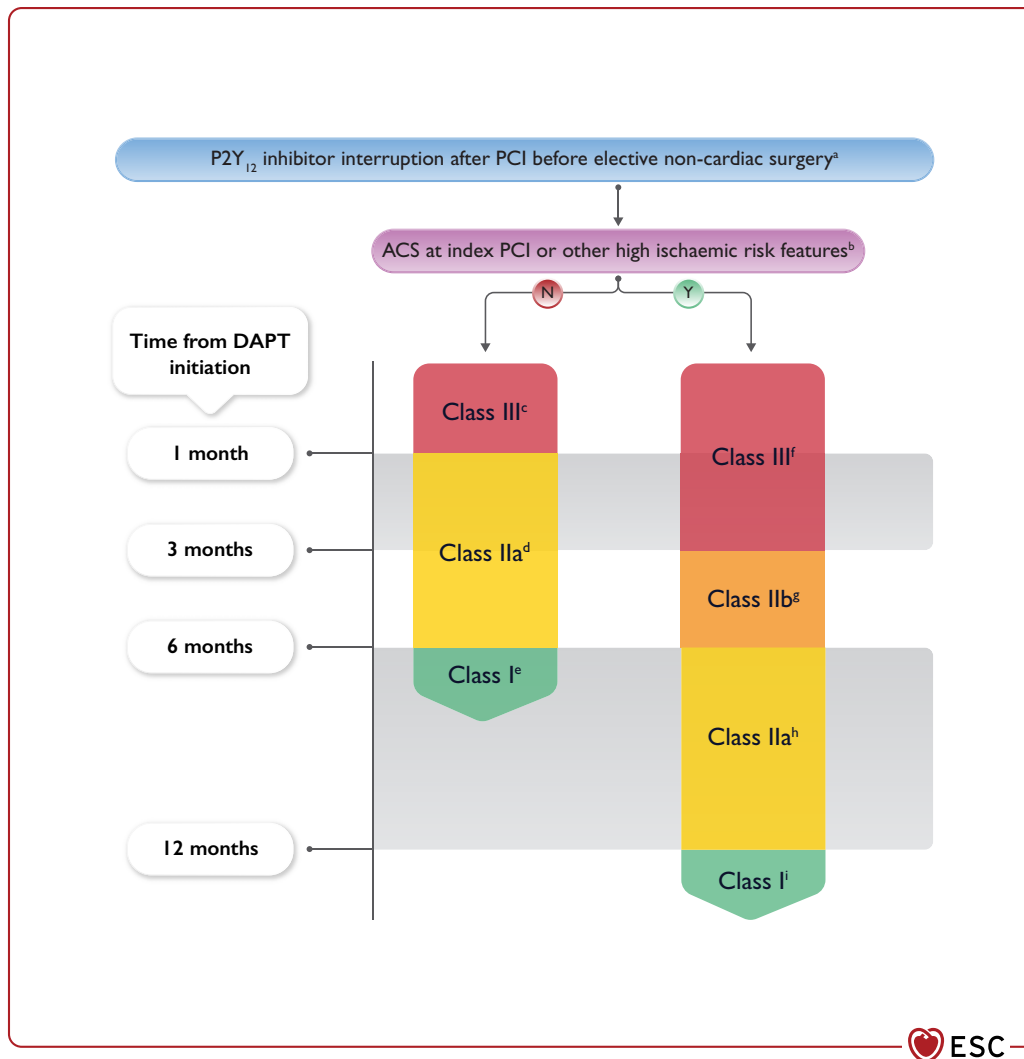 P2Y₁₂ inhibitor interruption after PCI before elective non-cardiac surgeryᵃ
ACS at index PCI or other high ischaemic risk featuresᵇ
N
Y
Time from DAPT
initiation
Class IIIᶜ
1 month
Class IIIᶠ
3 months
Class IIaᵈ
Class IIbᵍ
6 months
Class Iᵉ
Class IIaʰ
12 months
Class Iⁱ
ESC